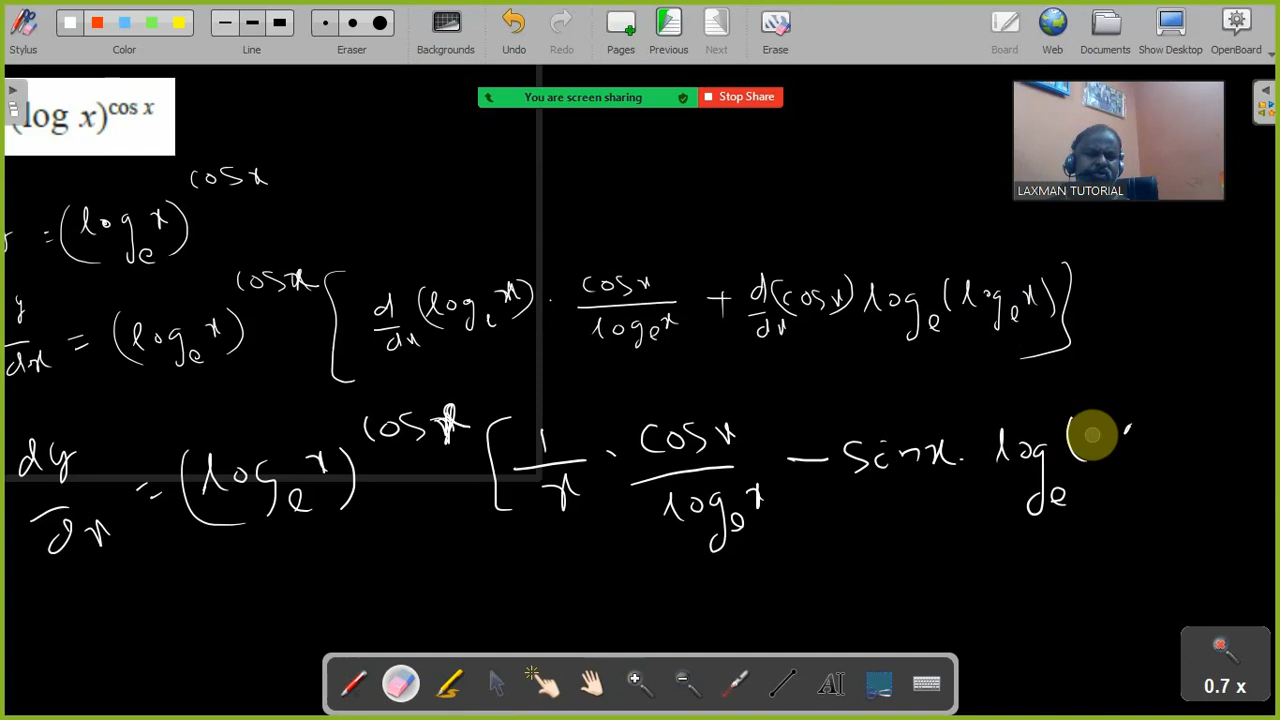 Stylus Color Line Eraser Backgrounds Undo Redo Pages Previous Next Erase Board Web Documents Show Desktop OpenBoard
You are screen sharing Stop Share
(log x)^{cos x}
LAXMAN TUTORIAL
= (log_e x)^{cos x}
y/dx = (log_e x)^{cos x} [ d/dx (log_e x) · cos x/log_e x + d/dx (cos x) log_e (log_e x) ]
dy/dx = (log_e x)^{cos x} [ 1/x · cos x/log_e x − sin x · log_e (
0.7 x